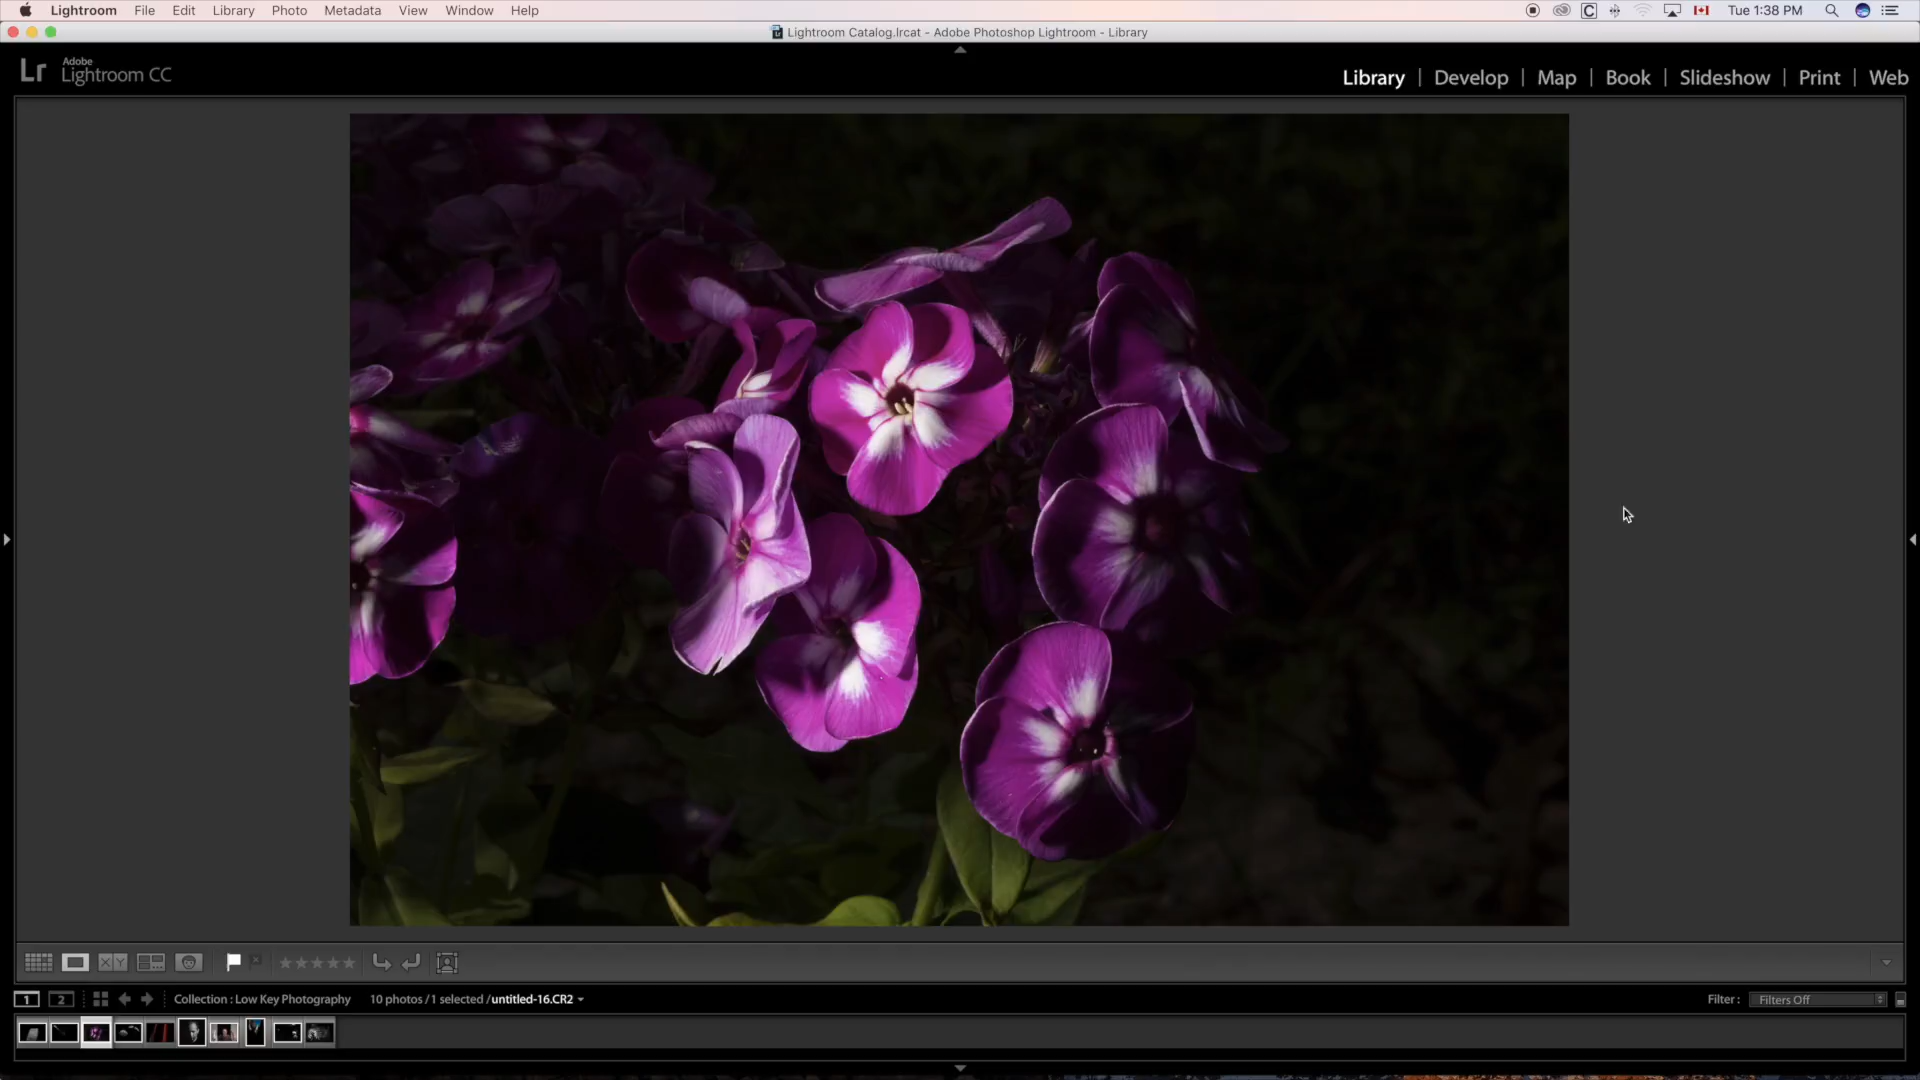 Lightroom File Edit Library Photo Metadata View Window Help Tue 1:38 PM
Lightroom Catalog.lrcat - Adobe Photoshop Lightroom - Library
Lr Adobe
Lightroom CC
Library | Develop | Map | Book | Slideshow | Print | Web
XY
1 2 Collection : Low Key Photography 10 photos / 1 selected / untitled-16.CR2 Filter : Filters Off